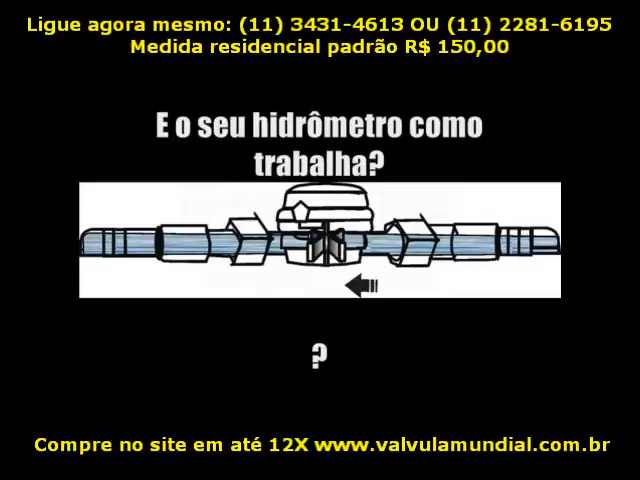 Ligue agora mesmo: (11) 3431-4613 OU (11) 2281-6195
Medida residencial padrão R$ 150,00
E o seu hidrômetro como
trabalha?
?
Compre no site em até 12X www.valvulamundial.com.br